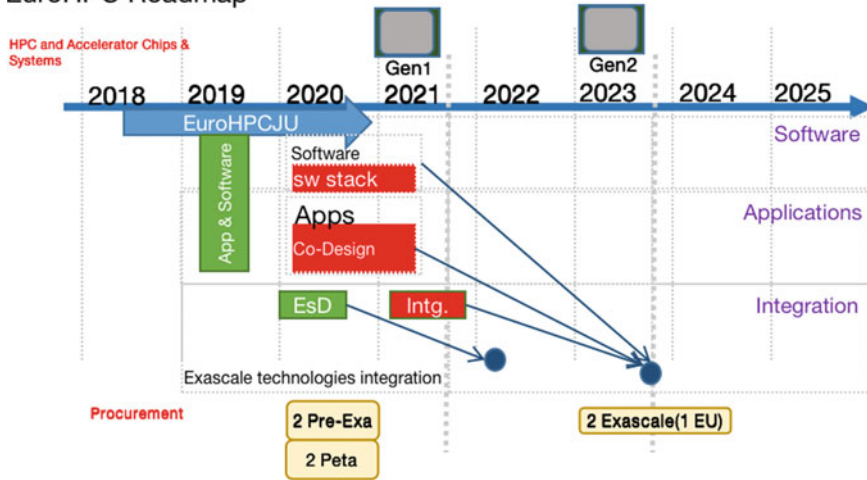 EuroHPC Roadmap
HPC and Accelerator Chips &
Systems
Gen1
Gen2
2018 2019 2020 2021 2022 2023 2024 2025
EuroHPCJU
Software
App & Software
Software
sw stack
Apps
Co-Design
Applications
EsD
Intg.
Integration
Exascale technologies integration
Procurement
2 Pre-Exa
2 Exascale(1 EU)
2 Peta